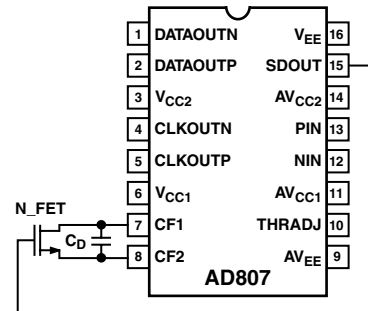 1 DATAOUTN V_EE 16
2 DATAOUTP SDOUT 15
3 V_CC2 AV_CC2 14
4 CLKOUTN PIN 13
5 CLKOUTP NIN 12
6 V_CC1 AV_CC1 11
N_FET
C_D 7 CF1 THRADJ 10
8 CF2 AV_EE 9
AD807